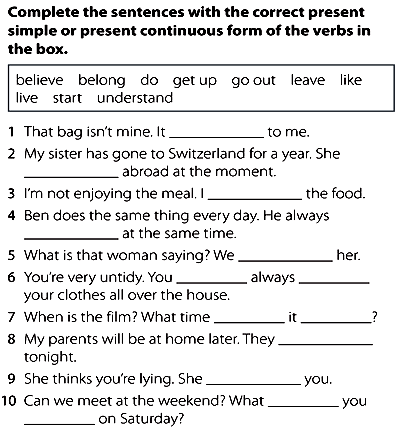 Complete the sentences with the correct present
simple or present continuous form of the verbs in
the box.
believe belong do get up go out leave like
live start understand
1 That bag isn't mine. It ____________ to me.
2 My sister has gone to Switzerland for a year. She
____________ abroad at the moment.
3 I'm not enjoying the meal. I ____________ the food.
4 Ben does the same thing every day. He always
____________ at the same time.
5 What is that woman saying? We ____________ her.
6 You're very untidy. You _________ always _________
your clothes all over the house.
7 When is the film? What time _________ it _________?
8 My parents will be at home later. They ____________
tonight.
9 She thinks you're lying. She ____________ you.
10 Can we meet at the weekend? What _________ you
_________ on Saturday?